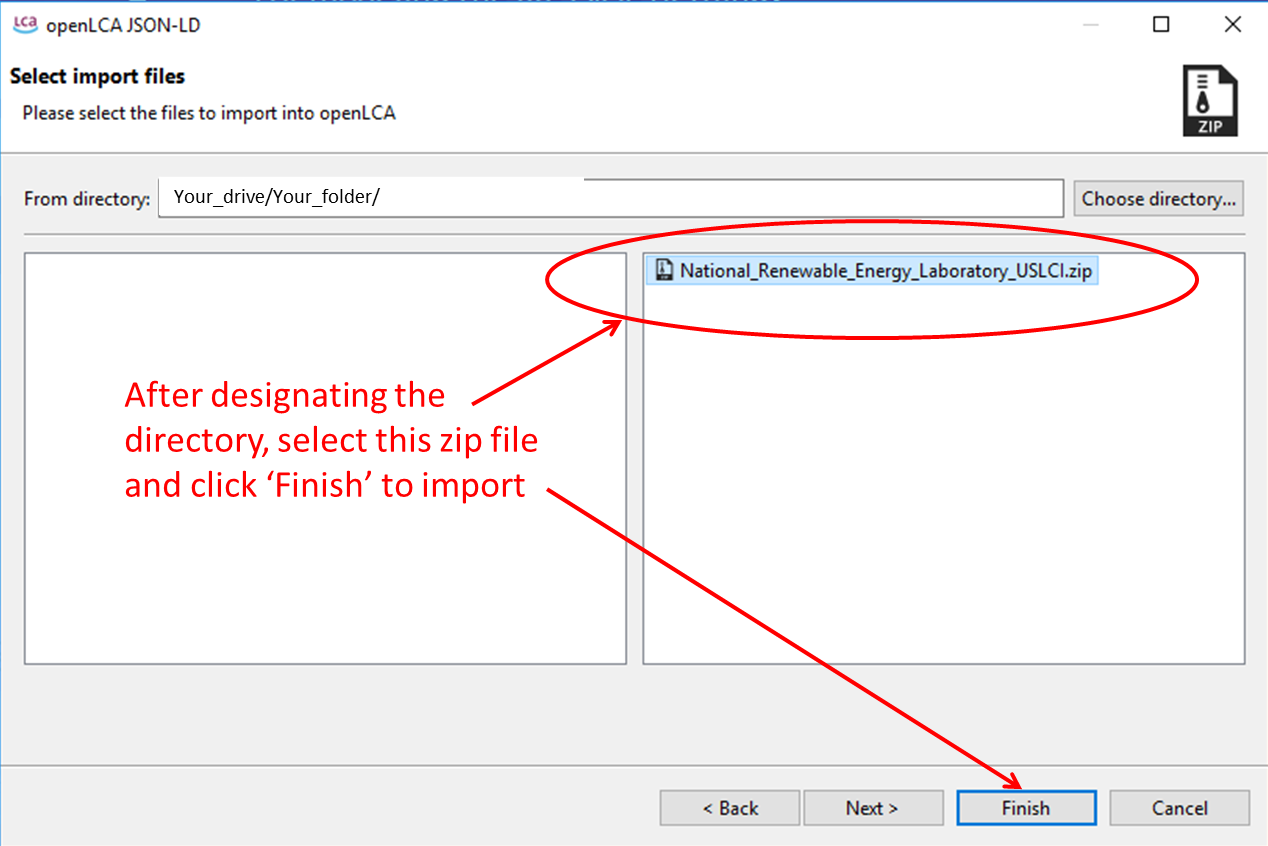 LCA openLCA JSON-LD
Select import files
Please select the files to import into openLCA
ZIP
From directory: Your_drive/Your_folder/ Choose directory...
National_Renewable_Energy_Laboratory_USLCI.zip
After designating the
directory, select this zip file
and click ‘Finish’ to import
< Back Next > Finish Cancel